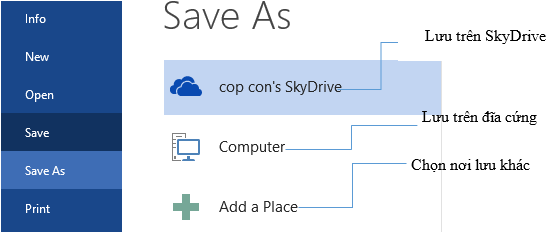 Info
New
Open
Save
Save As
Print
Save As
cop con's SkyDrive
Computer
Add a Place
Lưu trên SkyDrive
Lưu trên đĩa cứng
Chọn nơi lưu khác